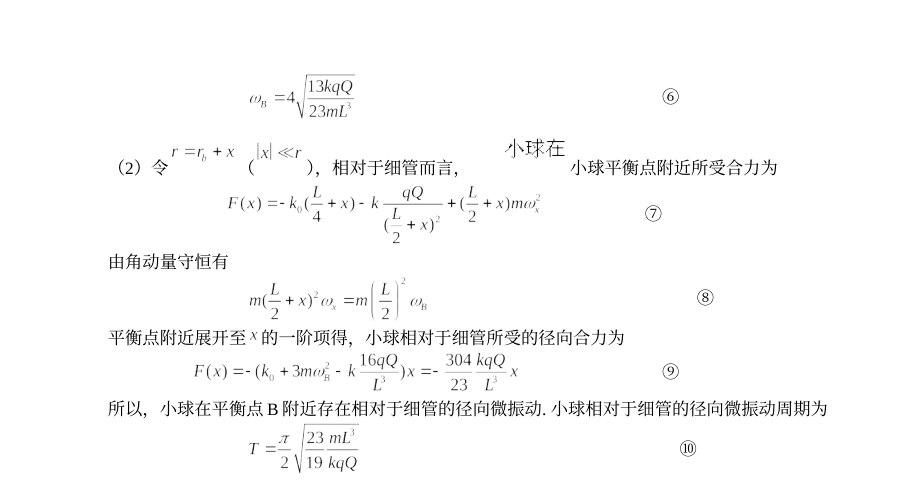 ω_B = 4√(13kqQ/23mL³) ⑥
（2）令 r = r_b + x （|x| ≪ r），相对于细管而言， 小球在 小球平衡点附近所受合力为
F(x) = − k₀(L/4 + x) − k qQ/(L/2 + x)² + (L/2 + x)mω_x² ⑦
由角动量守恒有
m(L/2 + x)² ω_x = m(L/2)² ω_B ⑧
平衡点附近展开至 x 的一阶项得，小球相对于细管所受的径向合力为
F(x) = −(k₀ + 3mω_B² − k 16qQ/L³)x = − 304/23 kqQ/L³ x ⑨
所以，小球在平衡点 B 附近存在相对于细管的径向微振动. 小球相对于细管的径向微振动周期为
T = π/2 √(23/19 mL³/kqQ) ⑩